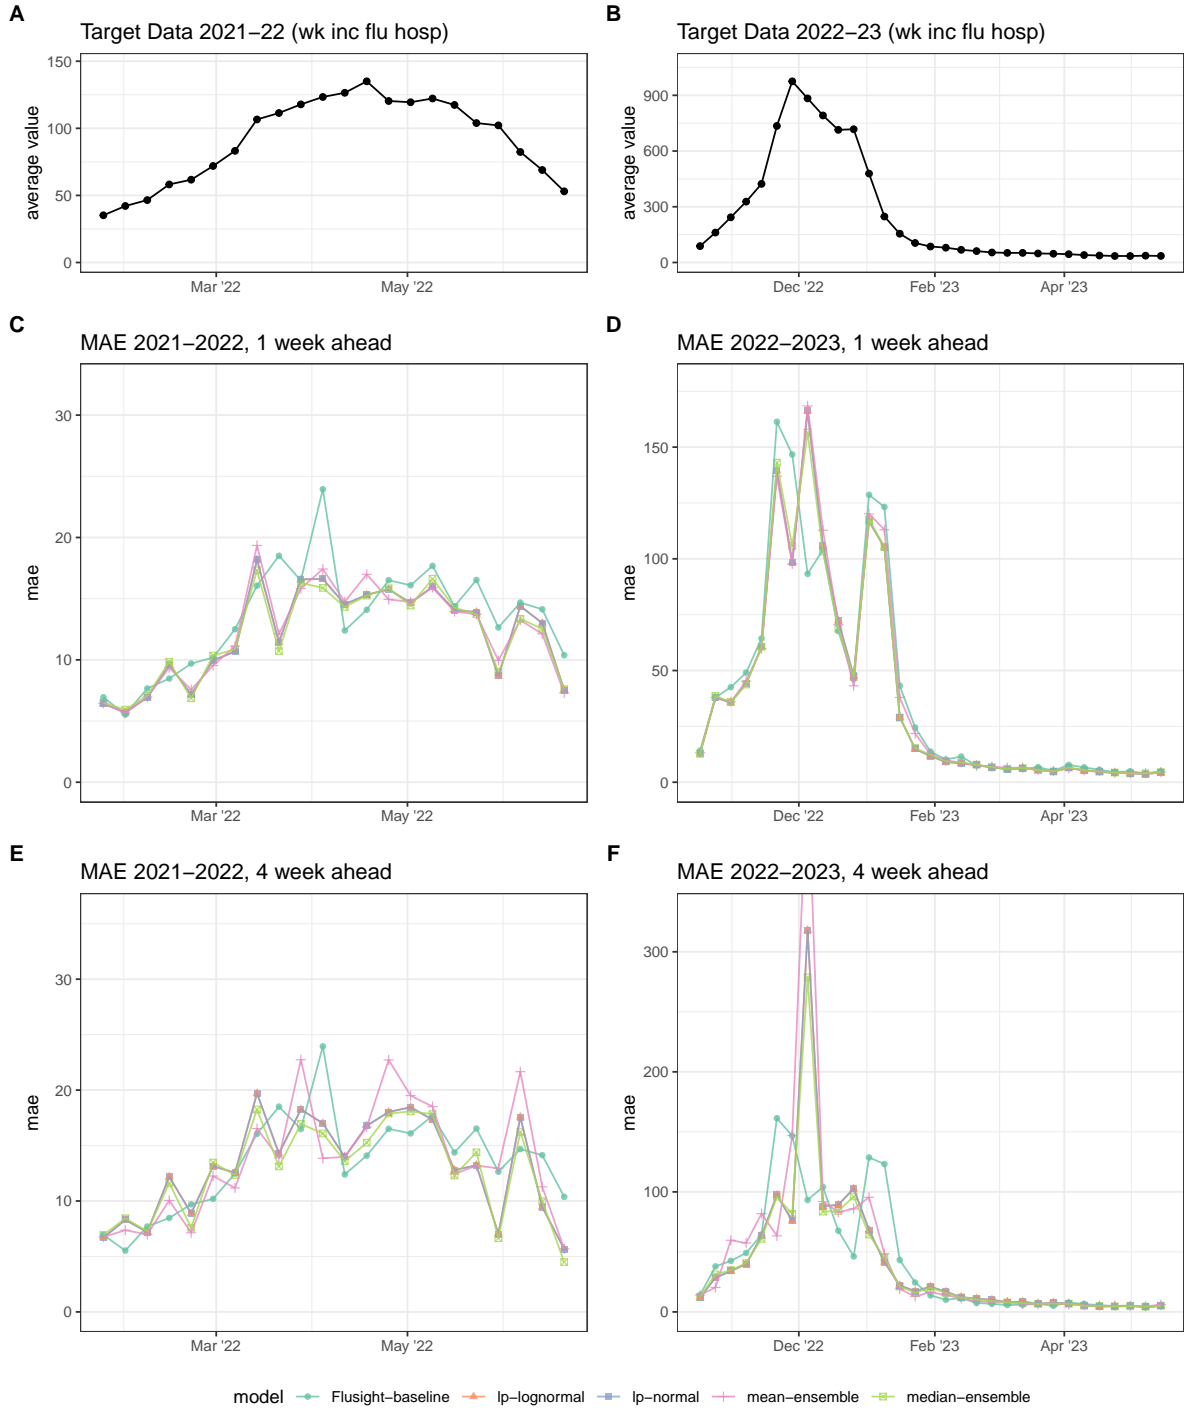 A
Target Data 2021−22 (wk inc flu hosp)
average value
150
100
50
0
Mar '22
May '22
B
Target Data 2022−23 (wk inc flu hosp)
average value
900
600
300
0
Dec '22
Feb '23
Apr '23
C
MAE 2021−2022, 1 week ahead
mae
30
20
10
0
Mar '22
May '22
D
MAE 2022−2023, 1 week ahead
mae
150
100
50
0
Dec '22
Feb '23
Apr '23
E
MAE 2021−2022, 4 week ahead
mae
30
20
10
0
Mar '22
May '22
F
MAE 2022−2023, 4 week ahead
mae
300
200
100
0
Dec '22
Feb '23
Apr '23
model Flusight−baseline lp−lognormal lp−normal mean−ensemble median−ensemble